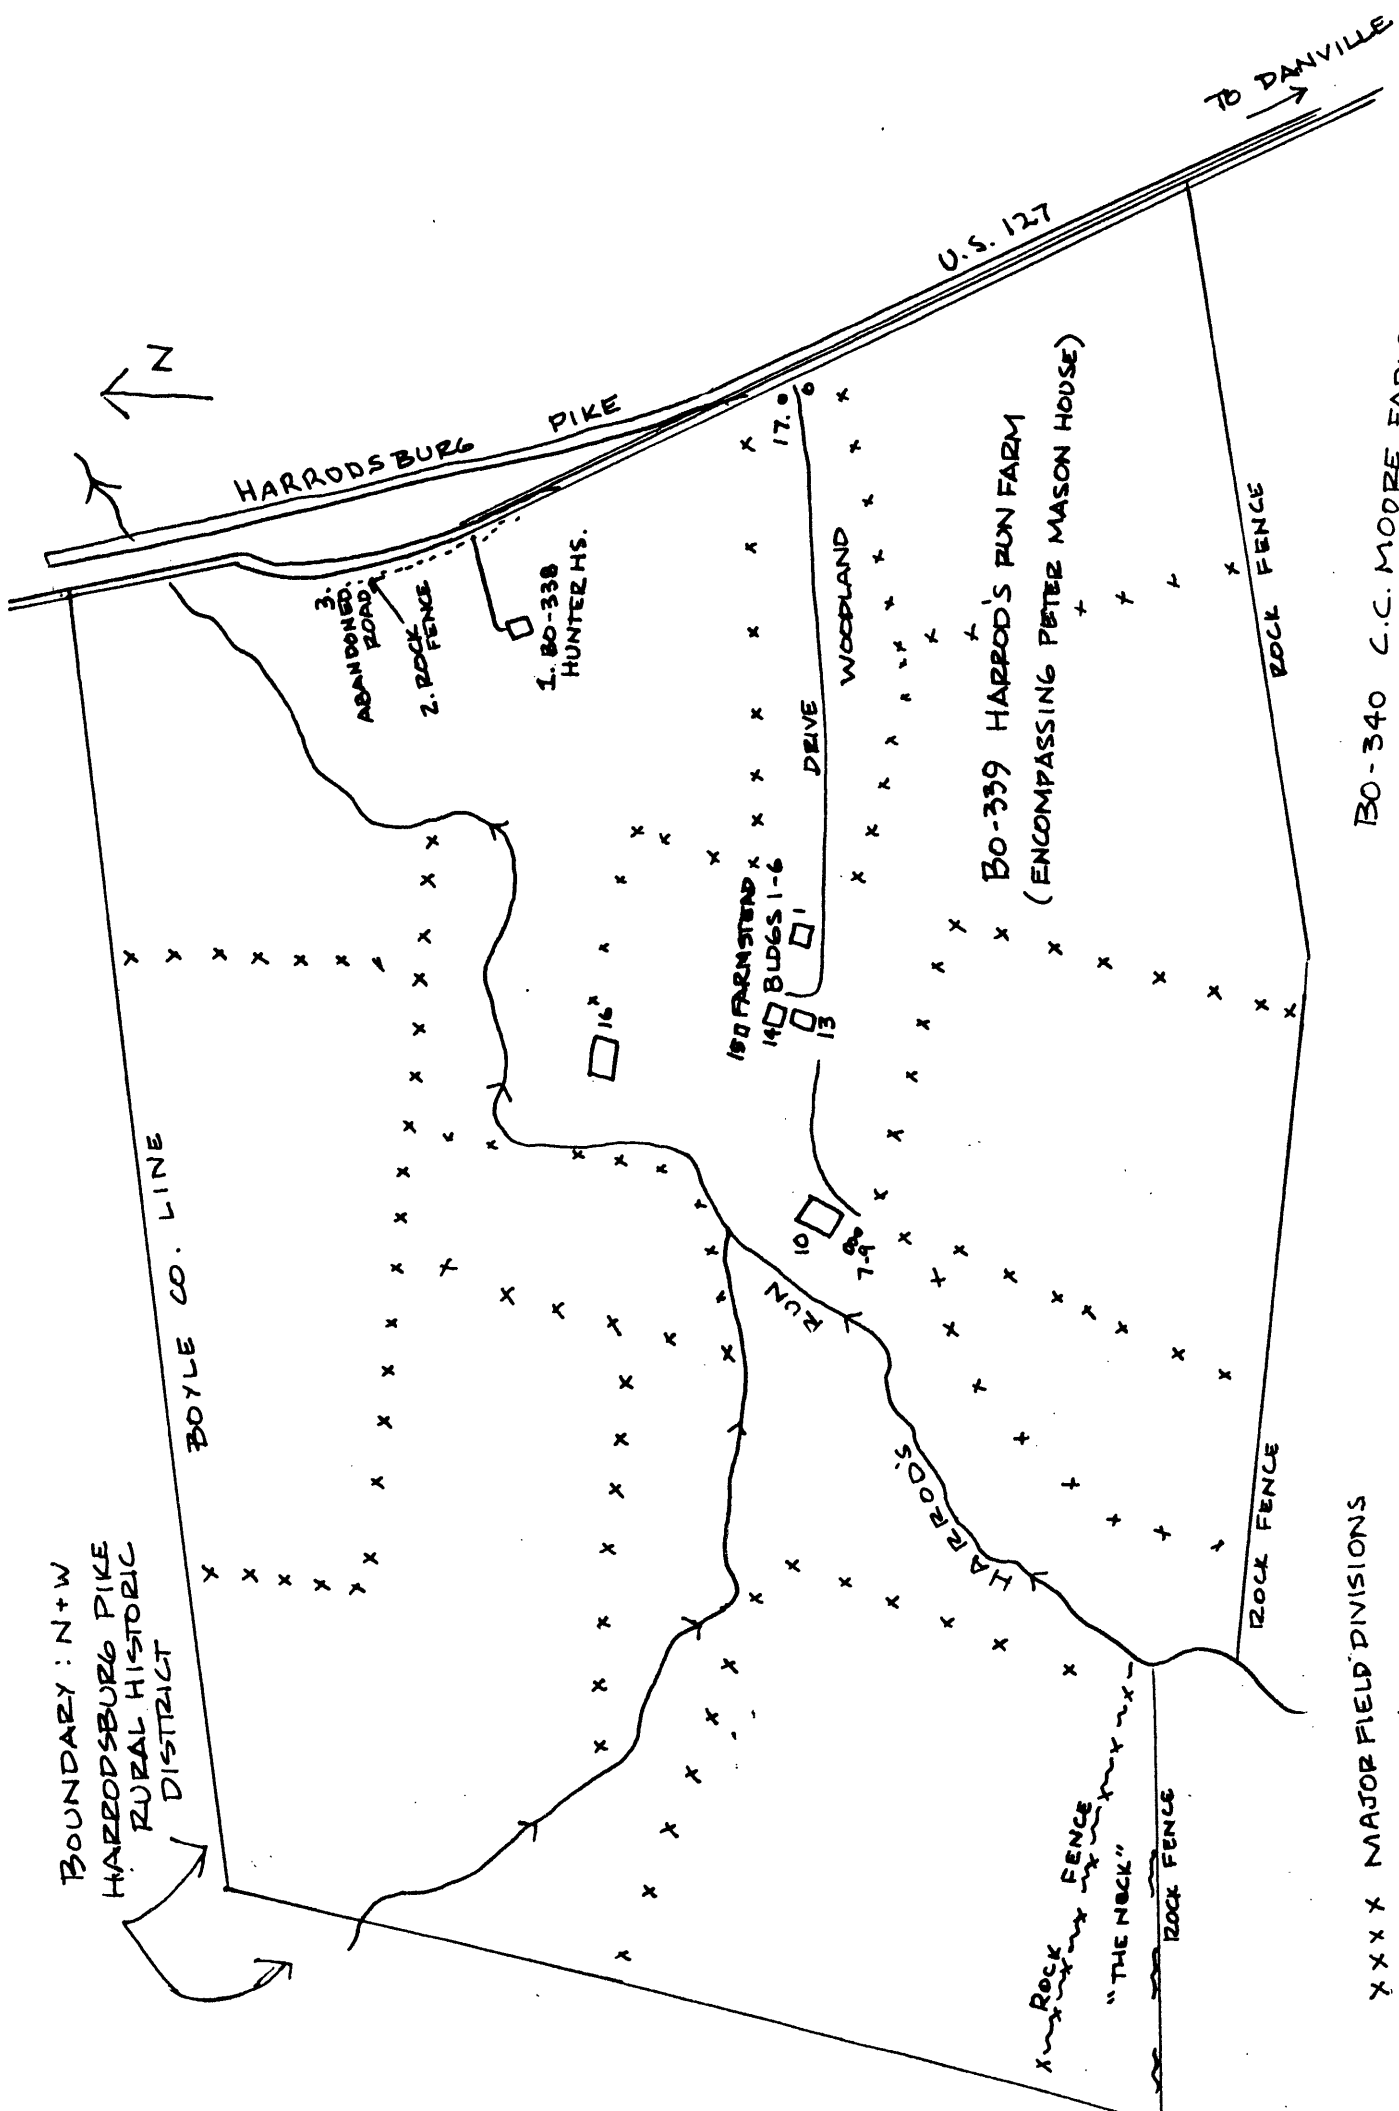 BOUNDARY: N+W
HARRODSBURG PIKE
RURAL HISTORIC
DISTRICT
BOYLE CO. LINE
N
HARRODSBURG PIKE
TO DANVILLE
U.S. 127
3.
ABANDONED
ROAD
2. ROCK
FENCE
1. BO-338
HUNTER HS.
17.
WOODLAND
DRIVE
15 FARMSTEAD
14 BLDGS 1-6
1
13
16
10
7-9
HARROD'S RUN
BO-339 HARROD'S RUN FARM
(ENCOMPASSING PETER MASON HOUSE)
ROCK FENCE
ROCK FENCE
ROCK FENCE
"THE NECK"
ROCK FENCE
x x x x MAJOR FIELD DIVISIONS
BO-340 C.C. MOORE